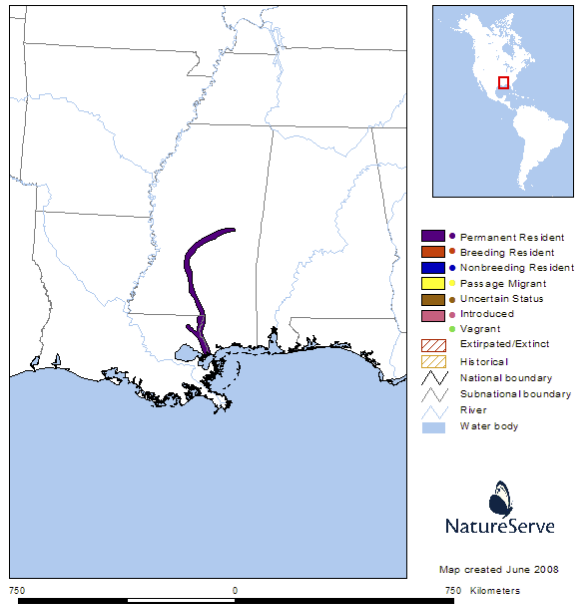 Permanent Resident
Breeding Resident
Nonbreeding Resident
Passage Migrant
Uncertain Status
Introduced
Vagrant
Extirpated/Extinct
Historical
National boundary
Subnational boundary
River
Water body
NatureServe
Map created June 2008
750 0 750 Kilometers